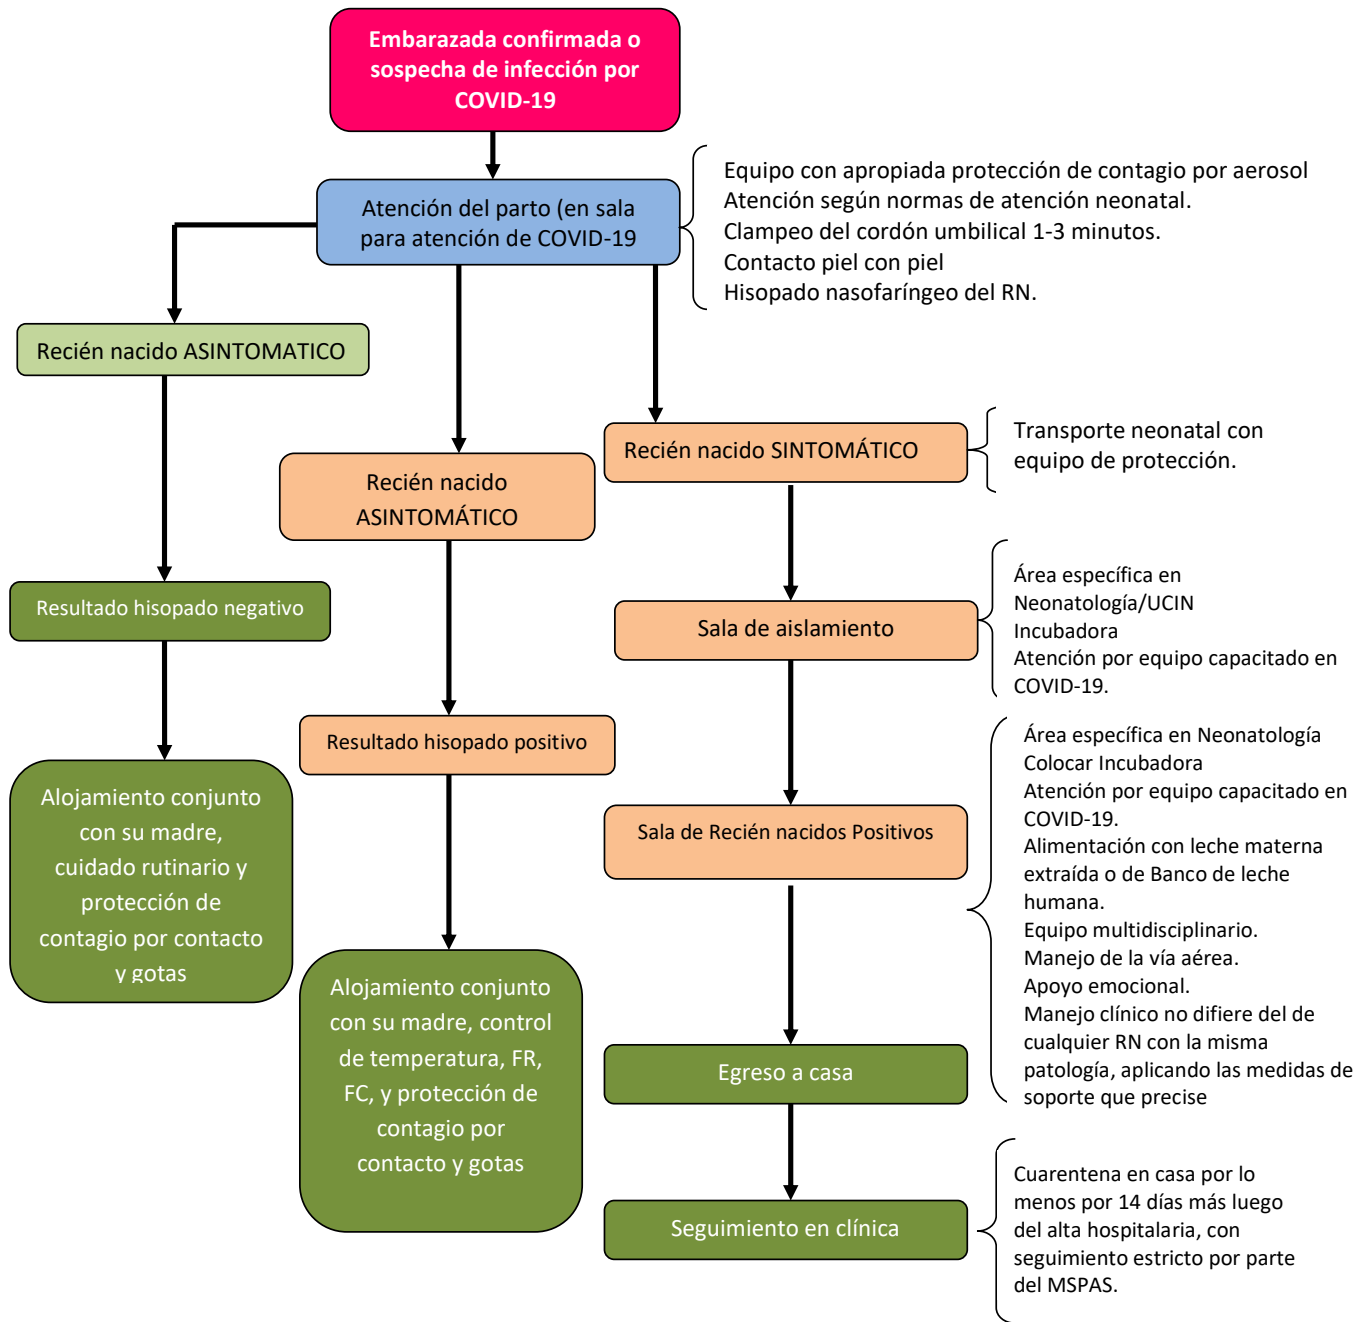 Embarazada confirmada o
sospecha de infección por
COVID-19
Atención del parto (en sala
para atención de COVID-19
Equipo con apropiada protección de contagio por aerosol
Atención según normas de atención neonatal.
Clampeo del cordón umbilical 1-3 minutos.
Contacto piel con piel
Hisopado nasofaríngeo del RN.
Recién nacido ASINTOMATICO
Resultado hisopado negativo
Alojamiento conjunto
con su madre,
cuidado rutinario y
protección de
contagio por contacto
y gotas
Recién nacido
ASINTOMÁTICO
Resultado hisopado positivo
Alojamiento conjunto
con su madre, control
de temperatura, FR,
FC, y protección de
contagio por
contacto y gotas
Recién nacido SINTOMÁTICO
Transporte neonatal con
equipo de protección.
Sala de aislamiento
Área específica en
Neonatología/UCIN
Incubadora
Atención por equipo capacitado en
COVID-19.
Sala de Recién nacidos Positivos
Área específica en Neonatología
Colocar Incubadora
Atención por equipo capacitado en
COVID-19.
Alimentación con leche materna
extraída o de Banco de leche
humana.
Equipo multidisciplinario.
Manejo de la vía aérea.
Apoyo emocional.
Manejo clínico no difiere del de
cualquier RN con la misma
patología, aplicando las medidas de
soporte que precise
Egreso a casa
Seguimiento en clínica
Cuarentena en casa por lo
menos por 14 días más luego
del alta hospitalaria, con
seguimiento estricto por parte
del MSPAS.